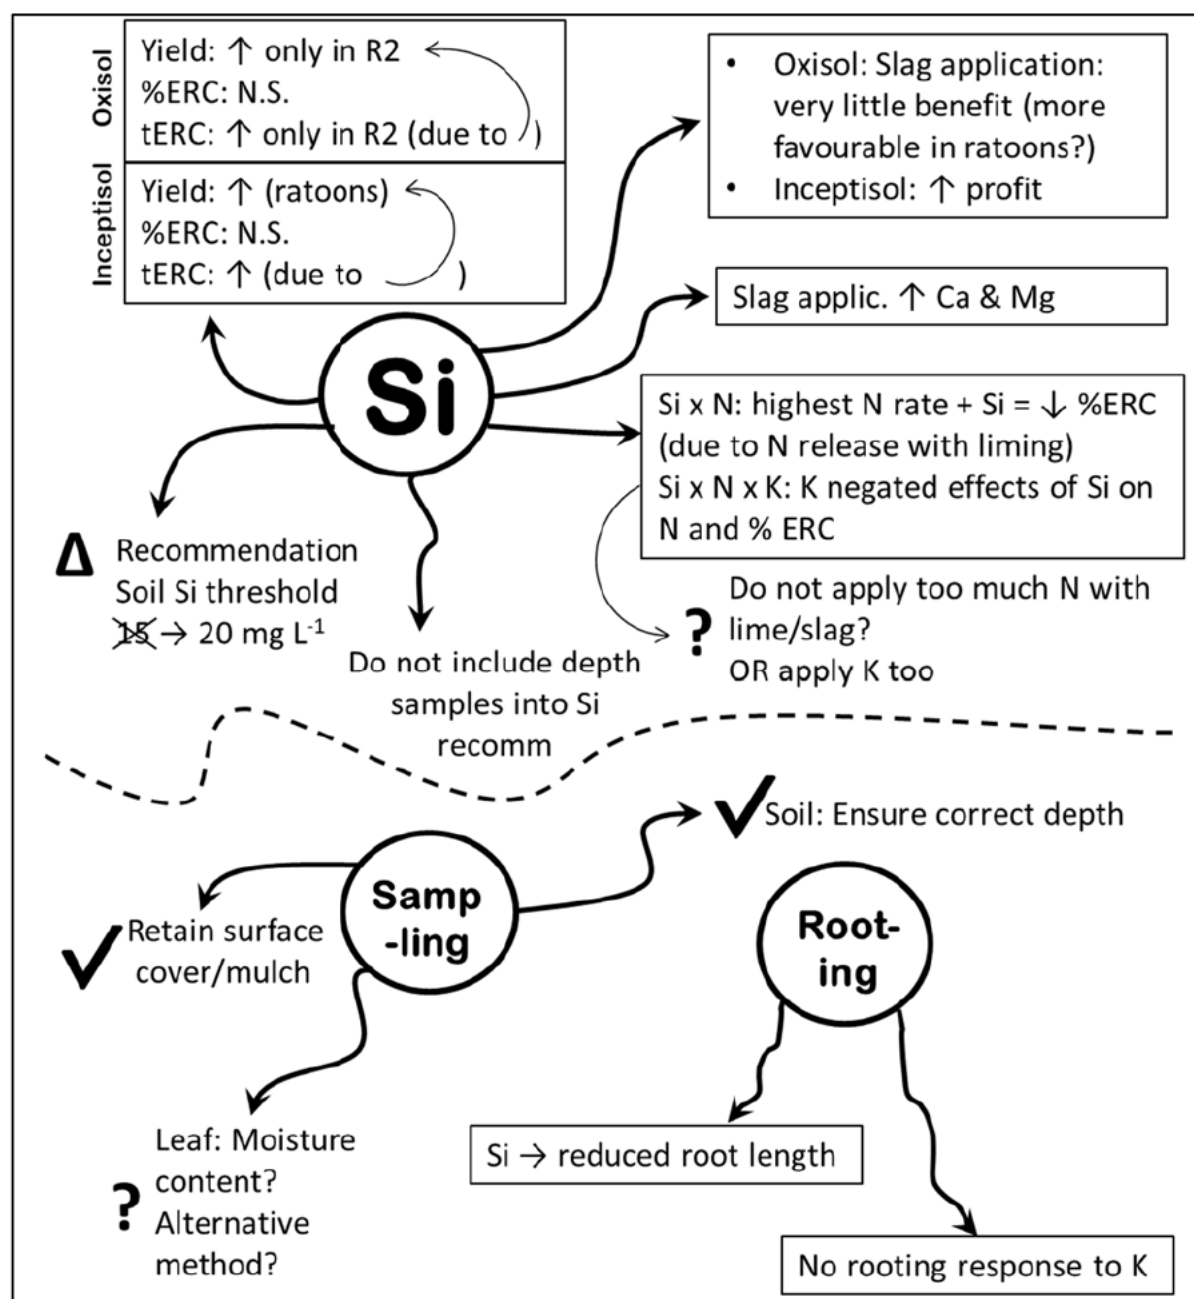 Oxisol
Yield: ↑ only in R2
%ERC: N.S.
tERC: ↑ only in R2 (due to )
Inceptisol
Yield: ↑ (ratoons)
%ERC: N.S.
tERC: ↑ (due to )
• Oxisol: Slag application:
very little benefit (more
favourable in ratoons?)
• Inceptisol: ↑ profit
Slag applic. ↑ Ca & Mg
Si
Si x N: highest N rate + Si = ↓ %ERC
(due to N release with liming)
Si x N x K: K negated effects of Si on
N and % ERC
Δ Recommendation
Soil Si threshold
15 → 20 mg L-1
Do not include depth
samples into Si
recomm
? Do not apply too much N with
lime/slag?
OR apply K too
Samp
-ling
✓ Soil: Ensure correct depth
✓ Retain surface
cover/mulch
? Leaf: Moisture
content?
Alternative
method?
Root-
ing
Si → reduced root length
No rooting response to K